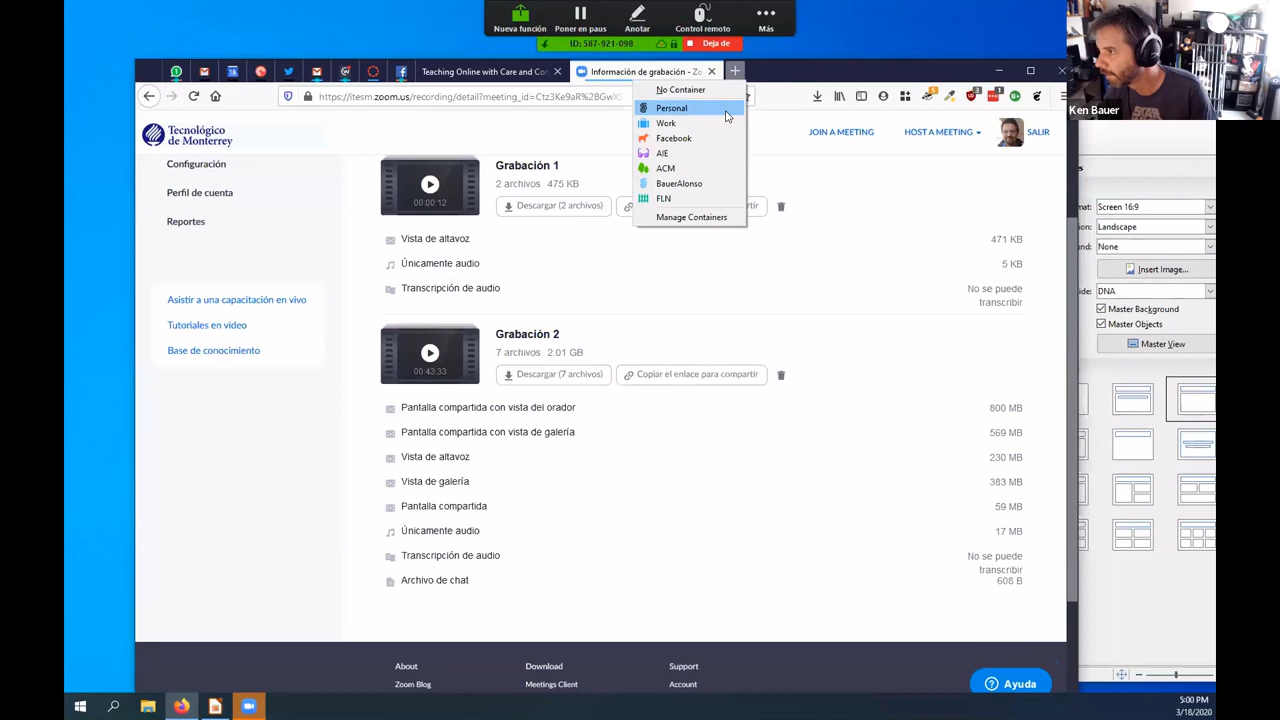 Nueva función
Poner en paus
Anotar
Control remoto
Más
ID: 587-921-098
Deja de
Ken Bauer
Teaching Online with Care and Con
Información de grabación - Zo
https://itesm.zoom.us/recording/detail?meeting_id=Ctz3Ke9aR%2BGwX
No Container
Personal
Work
Facebook
AIE
ACM
BauerAlonso
FLN
Manage Containers
Tecnológico
de Monterrey
JOIN A MEETING
HOST A MEETING
SALIR
Configuración
Perfil de cuenta
Reportes
Asistir a una capacitación en vivo
Tutoriales en video
Base de conocimiento
Grabación 1
2 archivos 475 KB
00:00:12
Descargar (2 archivos)
rtir
Vista de altavoz
471 KB
Únicamente audio
5 KB
Transcripción de audio
No se puede
transcribir
Grabación 2
7 archivos 2.01 GB
00:43:33
Descargar (7 archivos)
Copiar el enlace para compartir
Pantalla compartida con vista del orador
800 MB
Pantalla compartida con vista de galería
569 MB
Vista de altavoz
230 MB
Vista de galería
383 MB
Pantalla compartida
59 MB
Únicamente audio
17 MB
Transcripción de audio
No se puede
transcribir
Archivo de chat
608 B
About
Download
Support
Zoom Blog
Meetings Client
Account
Ayuda
s
mat:
Screen 16:9
tion:
Landscape
nd:
None
Insert Image...
ide:
DNA
Master Background
Master Objects
Master View
5:00 PM
3/18/2020